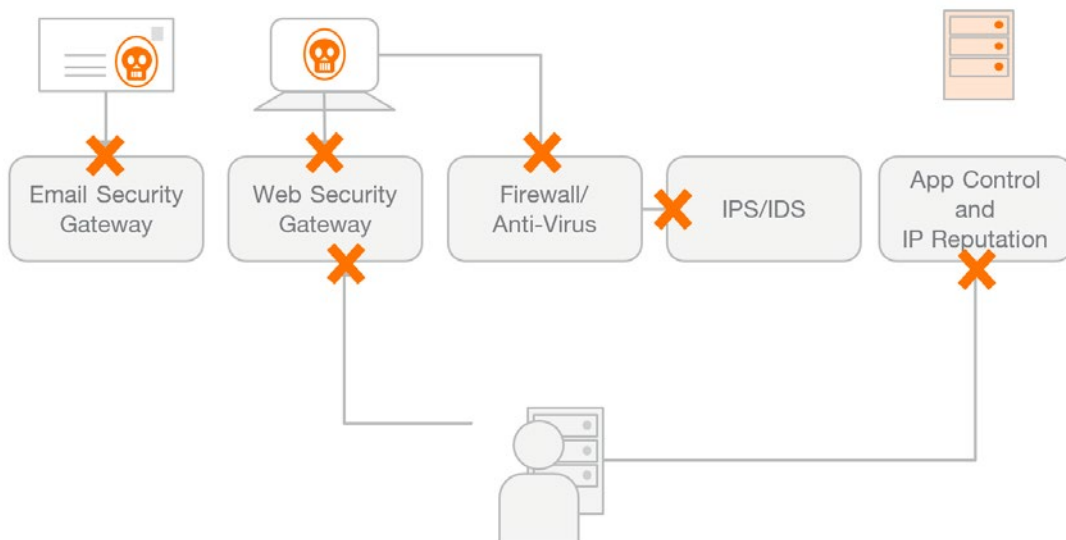 Email Security
Gateway
Web Security
Gateway
Firewall/
Anti-Virus
IPS/IDS
App Control
and
IP Reputation